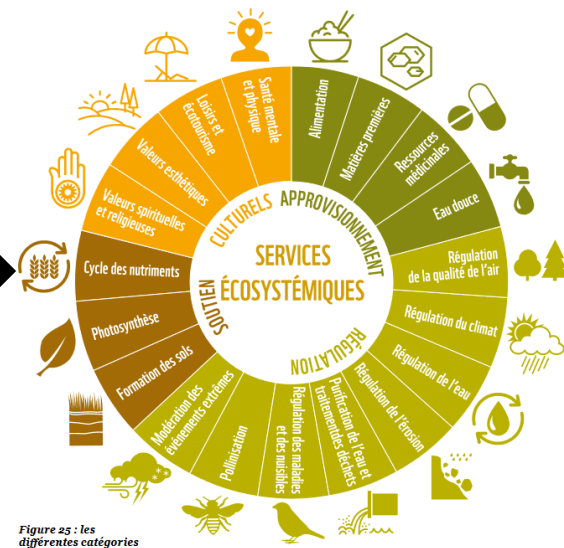 SERVICES
ÉCOSYSTÉMIQUES
APPROVISIONNEMENT
Alimentation
Matières premières
Ressources
médicinales
Eau douce
RÉGULATION
Régulation
de la qualité de l'air
Régulation du climat
Régulation de l'eau
Régulation de l'érosion
Purification de l'eau et
traitementdes déchets
Régulation des maladies
et des nuisibles
Pollinisation
Modération des
événements extrêmes
SOUTIEN
Formation des sols
Photosynthèse
Cycle des nutriments
CULTURELS
Valeurs spirituelles
et religieuses
Valeurs esthétiques
Loisirs et
écotourisme
Santé mentale
et physique
Figure 25 : les
différentes catégories